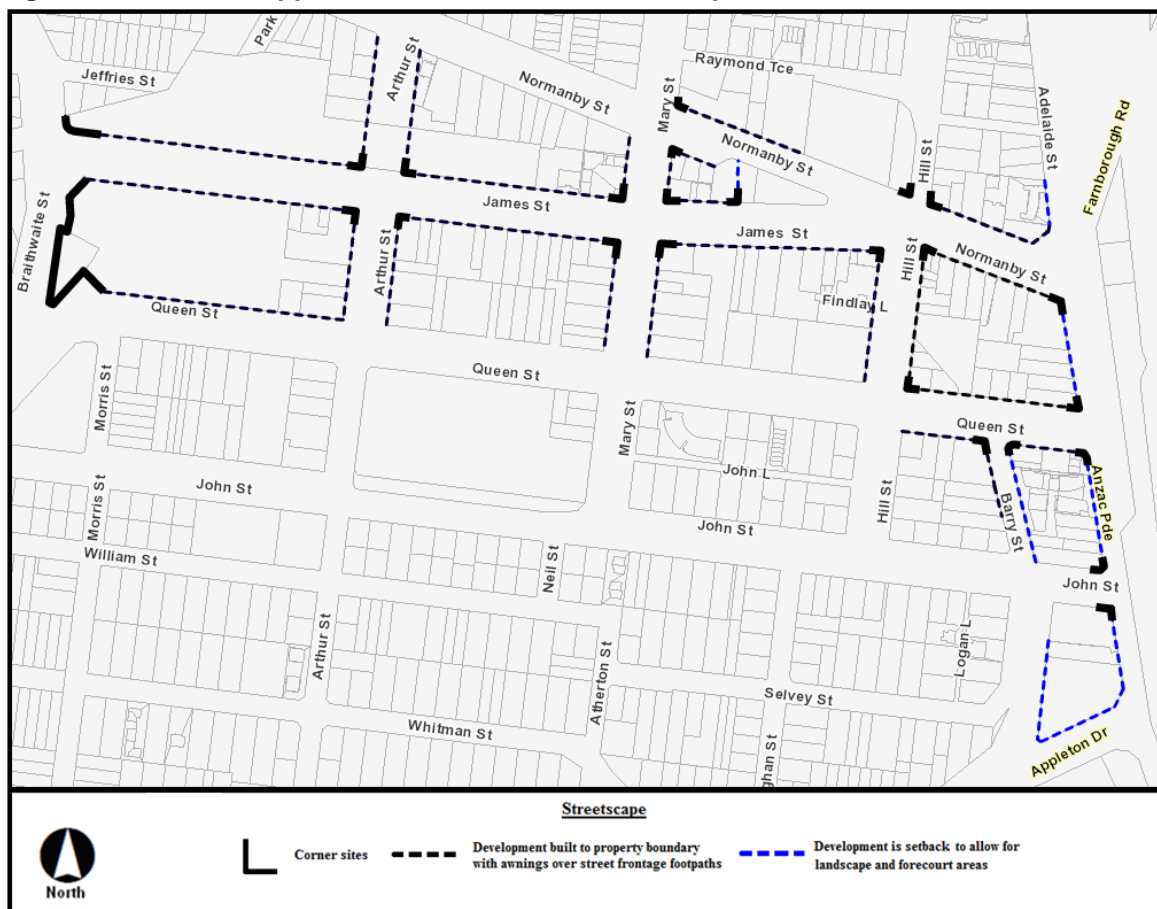 Park
Jeffries St
Arthur St
Normanby St
Mary St
Raymond Tce
Adelaide St
Farnborough Rd
Normanby St
Hill St
James St
James St
Braithwaite St
Arthur St
Hill St
Normanby St
Findlay L
Queen St
Queen St
Morris St
Mary St
Queen St
John L
John St
Hill St
Barry St
Anzac Pde
Morris St
John St
William St
Neil St
John St
Arthur St
Atherton St
Logan L
Selvey St
Whitman St
ghan St
Appleton Dr
Streetscape
North
Corner sites
Development built to property boundary
with awnings over street frontage footpaths
Development is setback to allow for
landscape and forecourt areas